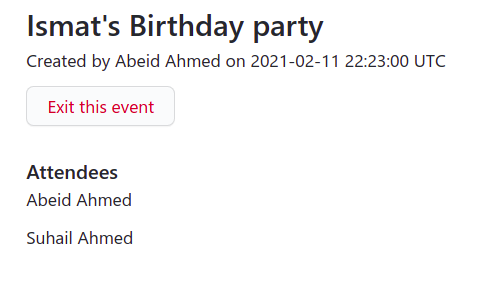 Ismat's Birthday party
Created by Abeid Ahmed on 2021-02-11 22:23:00 UTC
Exit this event
Attendees
Abeid Ahmed
Suhail Ahmed